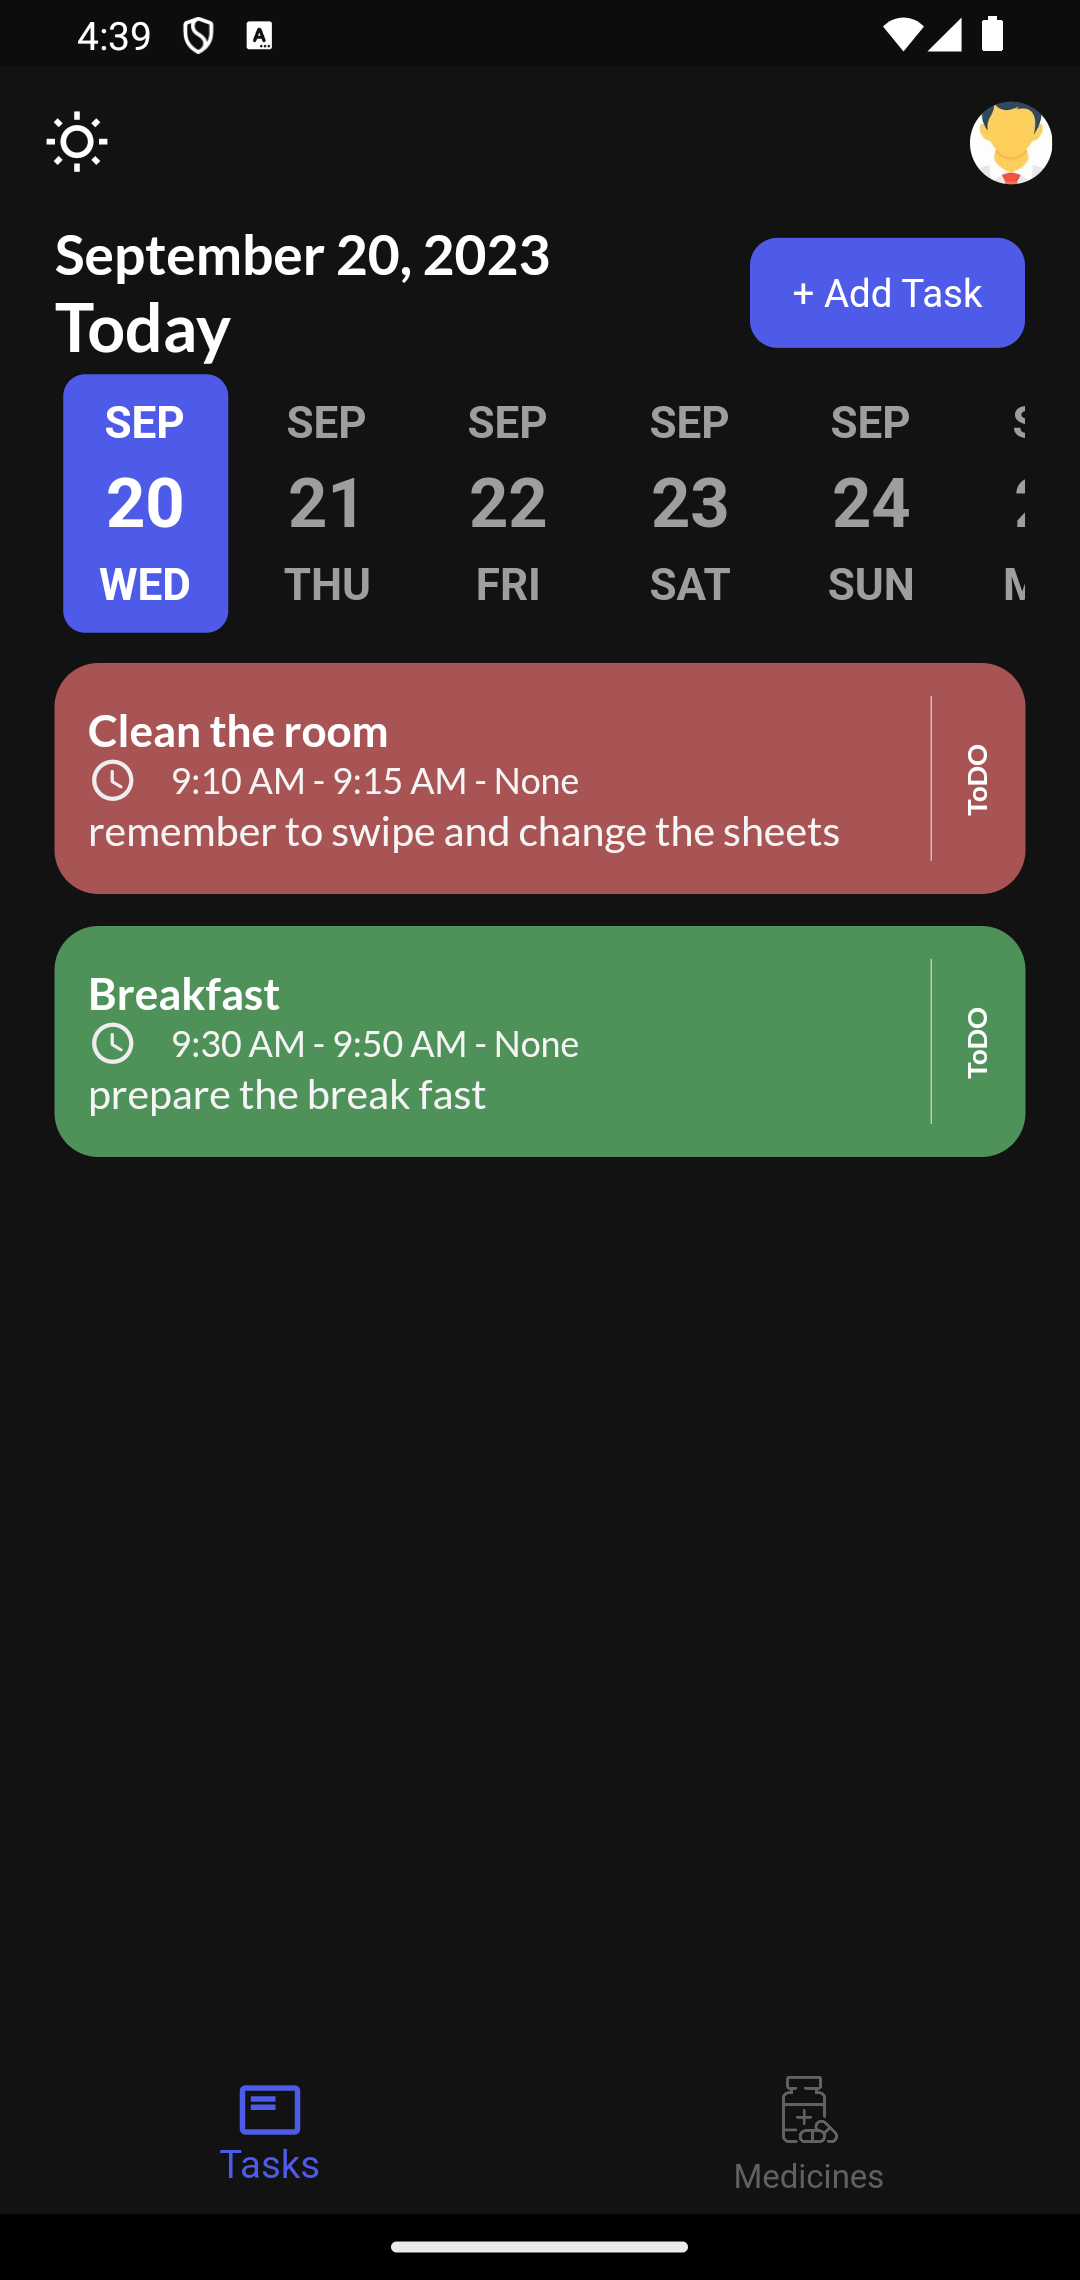 4:39
September 20, 2023
Today
+ Add Task
SEP SEP SEP SEP SEP
20 21 22 23 24
WED THU FRI SAT SUN
Clean the room
9:10 AM - 9:15 AM - None
remember to swipe and change the sheets
ToDO
Breakfast
9:30 AM - 9:50 AM - None
prepare the break fast
ToDO
Tasks
Medicines